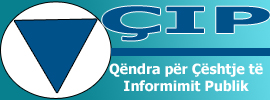 ÇIP
Qëndra për Çështje të
Informimit Publik